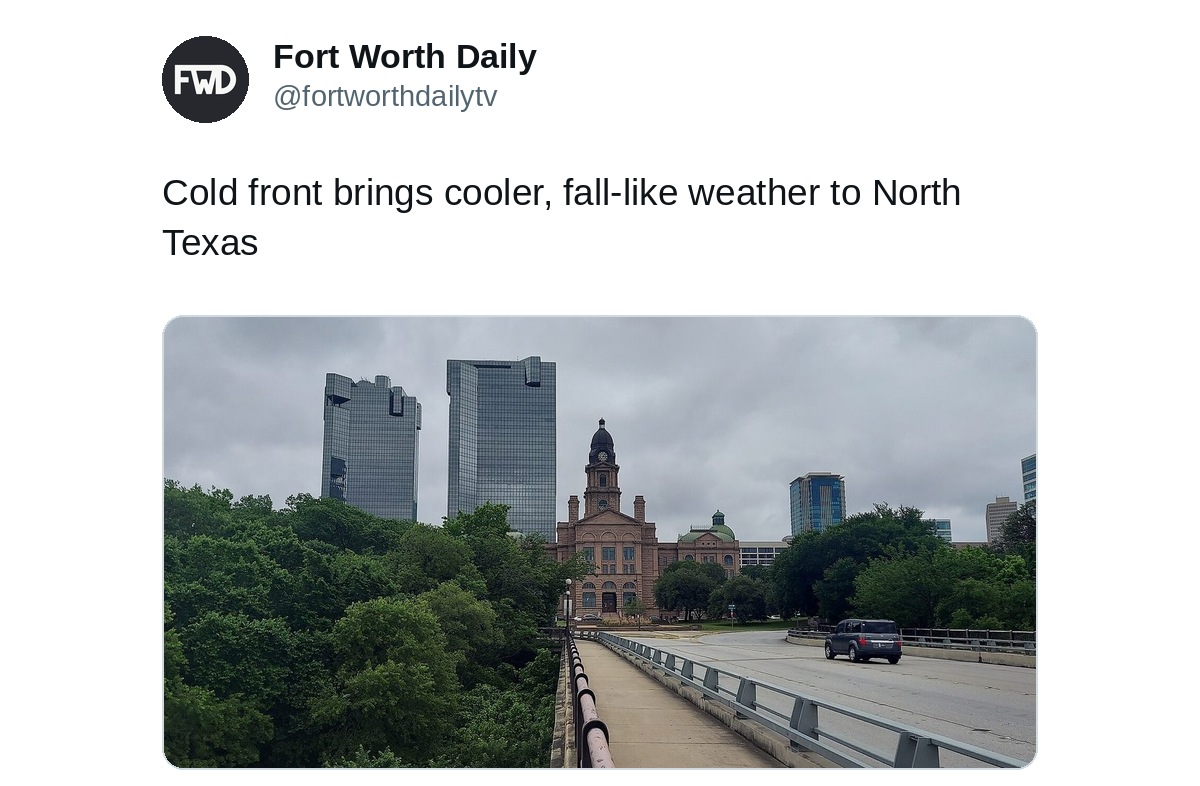 FWD
Fort Worth Daily
@fortworthdailytv
Cold front brings cooler, fall-like weather to North
Texas